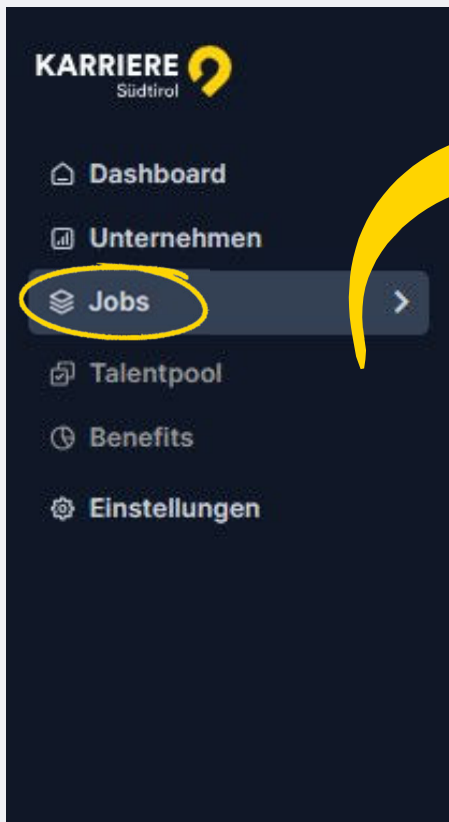 KARRIERE
Südtirol
Dashboard
Unternehmen
Jobs
Talentpool
Benefits
Einstellungen